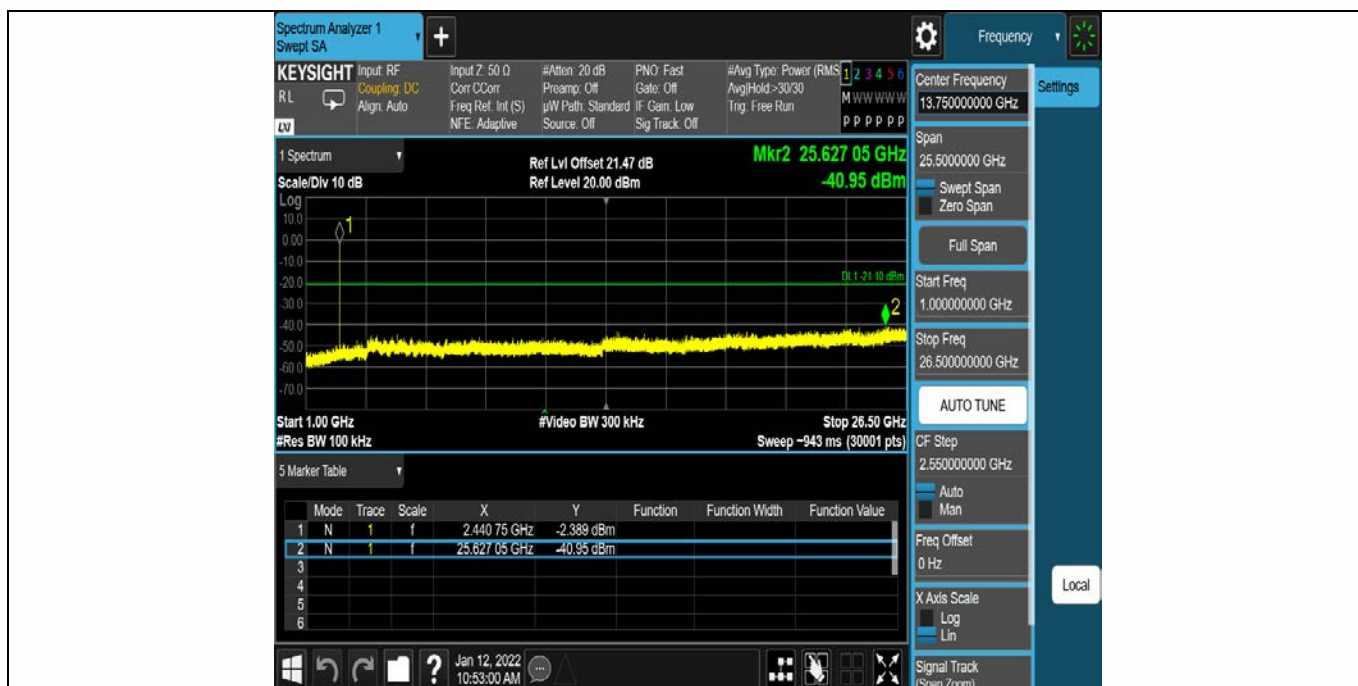 Spectrum Analyzer 1
Swept SA
+
Frequency
KEYSIGHT
RL
LXI
Input: RF
Coupling: DC
Align: Auto
Input Z: 50 Ω
Corr CCorr
Freq Ref: Int (S)
NFE: Adaptive
#Atten: 20 dB
Preamp: Off
µW Path: Standard
Source: Off
PNO: Fast
Gate: Off
IF Gain: Low
Sig Track: Off
#Avg Type: Power (RMS
Avg|Hold:>30/30
Trig: Free Run
1 2 3 4 5 6
M W W W W W
P P P P P P
1 Spectrum
Scale/Div 10 dB
Ref Lvl Offset 21.47 dB
Ref Level 20.00 dBm
Mkr2 25.627 05 GHz
-40.95 dBm
Log
10.0
0.00
-10.0
-20.0
-30.0
-40.0
-50.0
-60.0
-70.0
1
DL1 -21.10 dBm
2
Start 1.00 GHz
#Video BW 300 kHz
Stop 26.50 GHz
#Res BW 100 kHz
Sweep ~943 ms (30001 pts)
5 Marker Table
Mode Trace Scale X Y Function Function Width Function Value
1 N 1 f 2.440 75 GHz -2.389 dBm
2 N 1 f 25.627 05 GHz -40.95 dBm
3
4
5
6
Jan 12, 2022
10:53:00 AM
?
Center Frequency
13.75000000 GHz
Settings
Span
25.5000000 GHz
Swept Span
Zero Span
Full Span
Start Freq
1.000000000 GHz
Stop Freq
26.500000000 GHz
AUTO TUNE
CF Step
2.550000000 GHz
Auto
Man
Freq Offset
0 Hz
X Axis Scale
Log
Lin
Local
Signal Track
(Span Zoom)